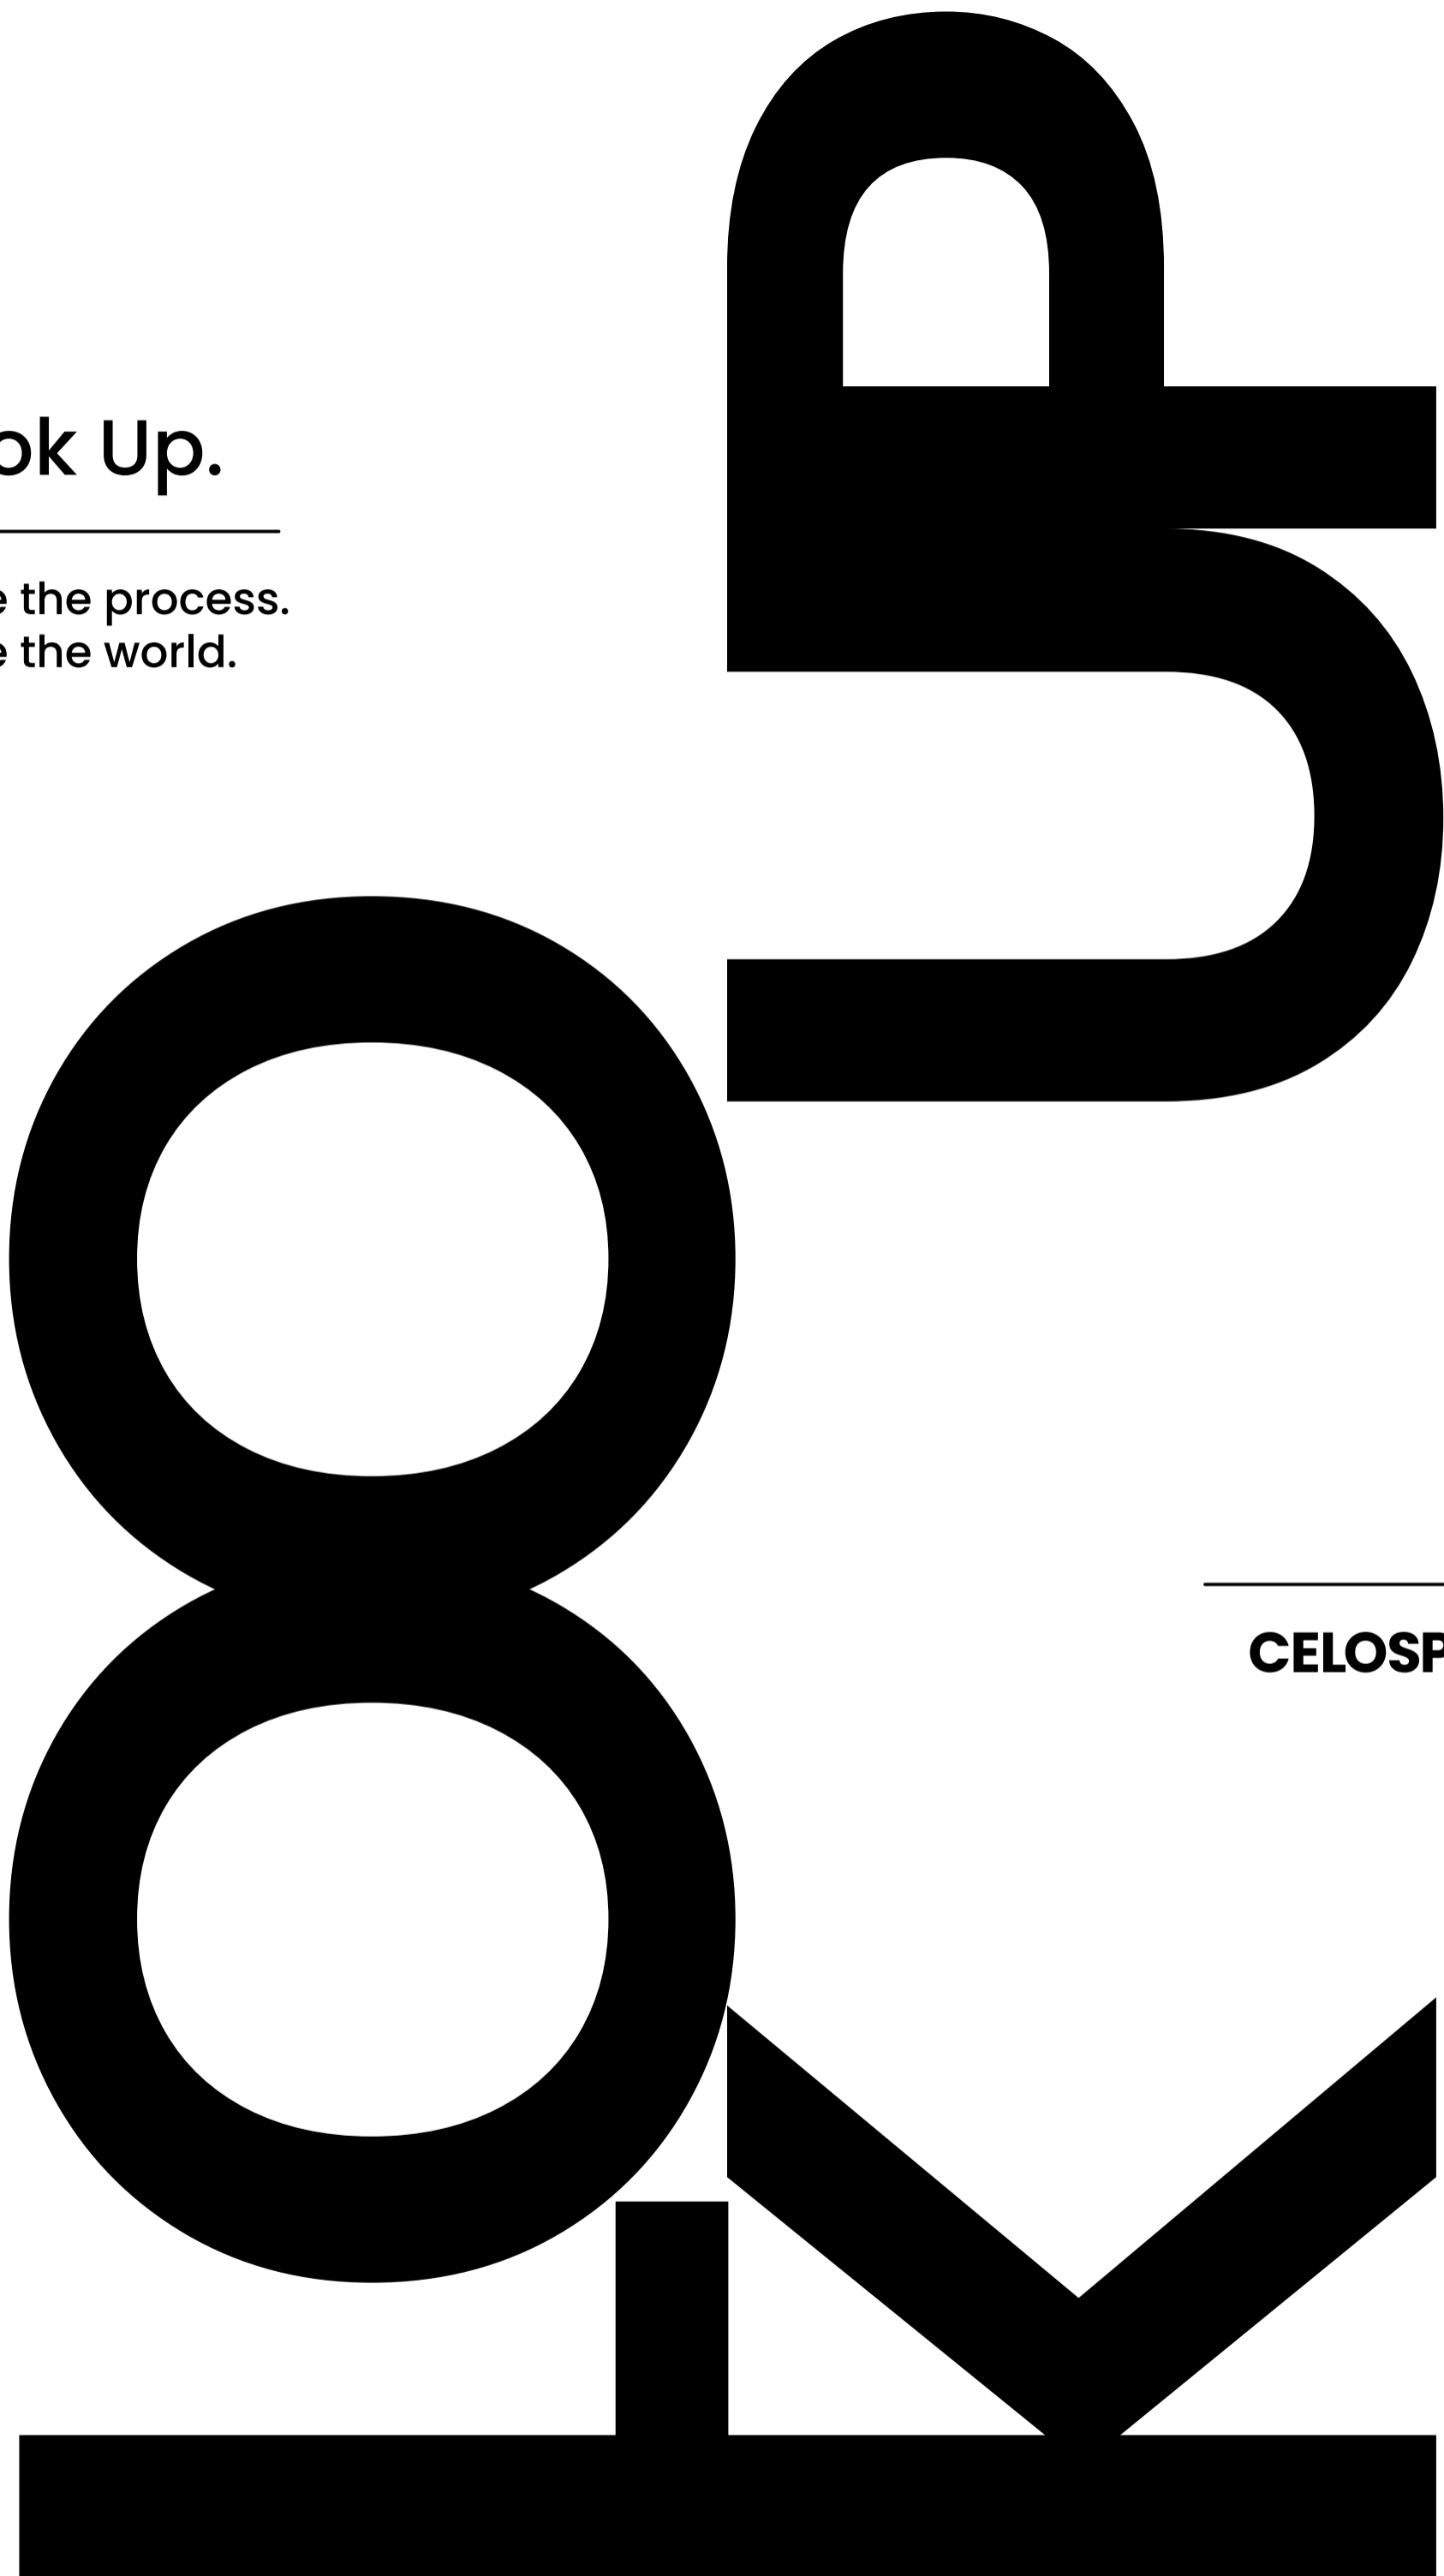 LOOK
UP
ok Up.
e the process.
e the world.
CELOSP